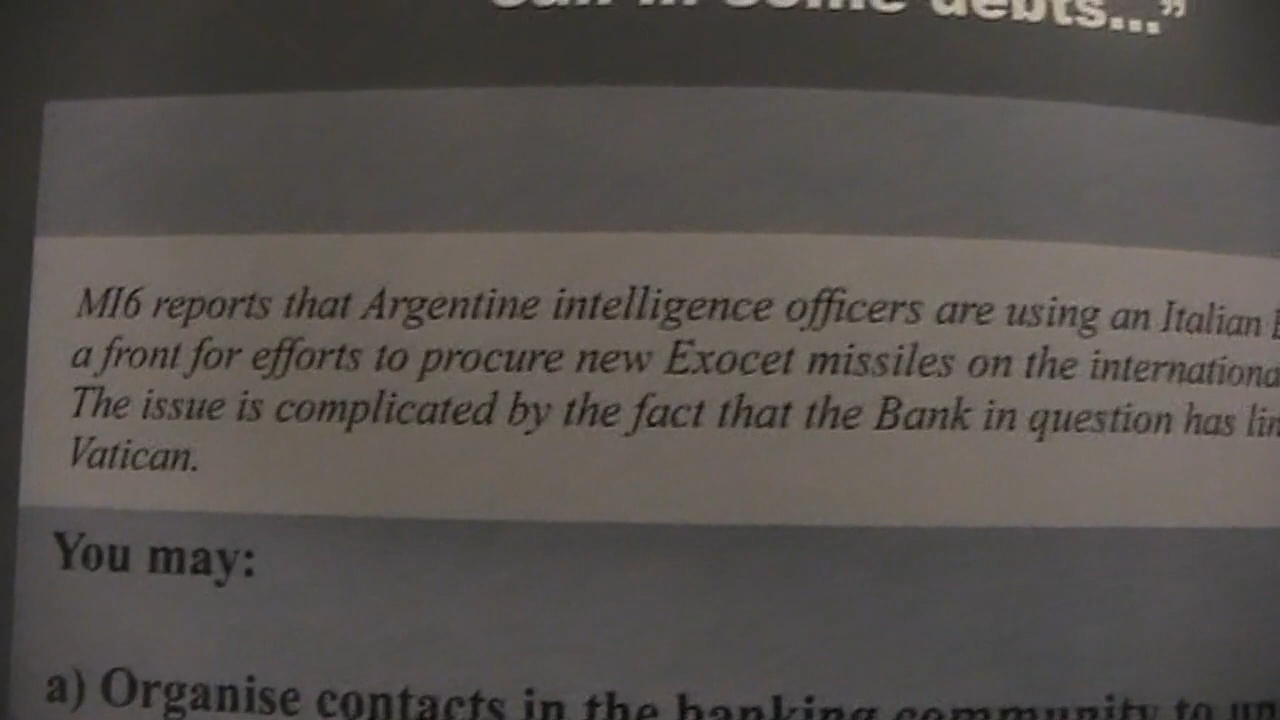 debts...”
MI6 reports that Argentine intelligence officers are using an Italian
a front for efforts to procure new Exocet missiles on the
The issue is complicated by the fact that the Bank in question has
Vatican.
You may:
a) Organise contacts in the banking community to